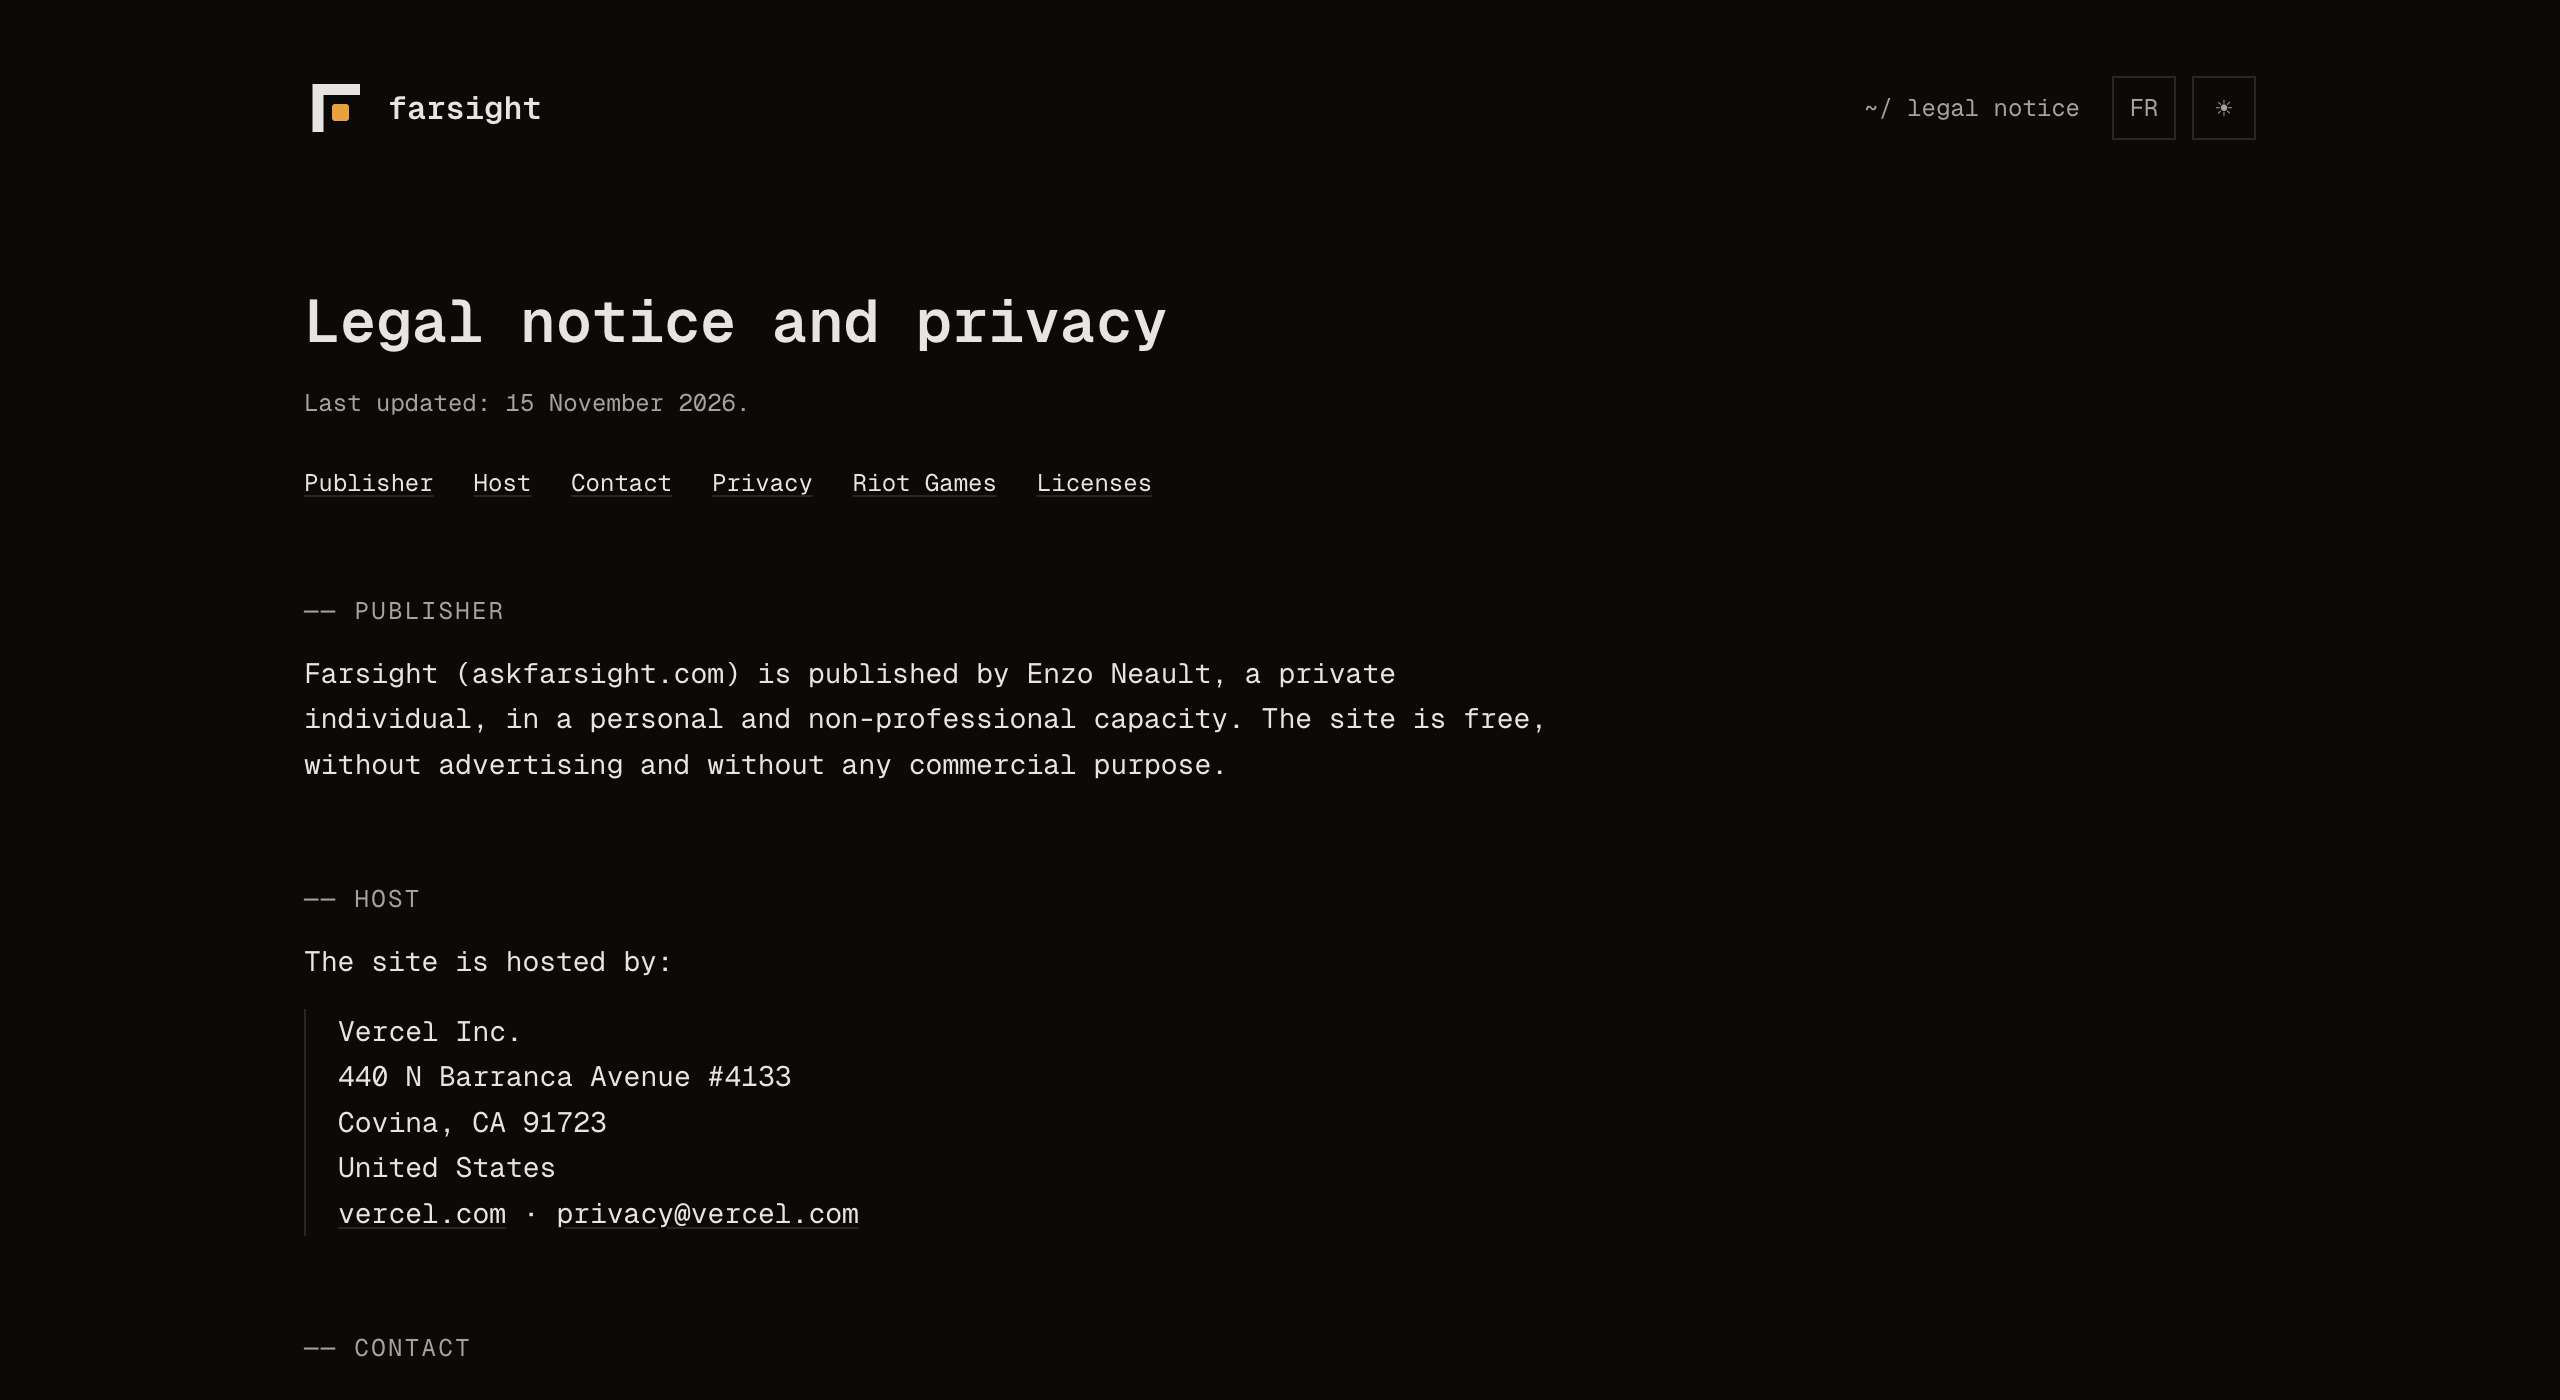 farsight
~/ legal notice FR ☀
Legal notice and privacy
Last updated: 15 November 2026.
Publisher Host Contact Privacy Riot Games Licenses
—— PUBLISHER
Farsight (askfarsight.com) is published by Enzo Neault, a private
individual, in a personal and non-professional capacity. The site is free,
without advertising and without any commercial purpose.
—— HOST
The site is hosted by:
Vercel Inc.
440 N Barranca Avenue #4133
Covina, CA 91723
United States
vercel.com · privacy@vercel.com
—— CONTACT